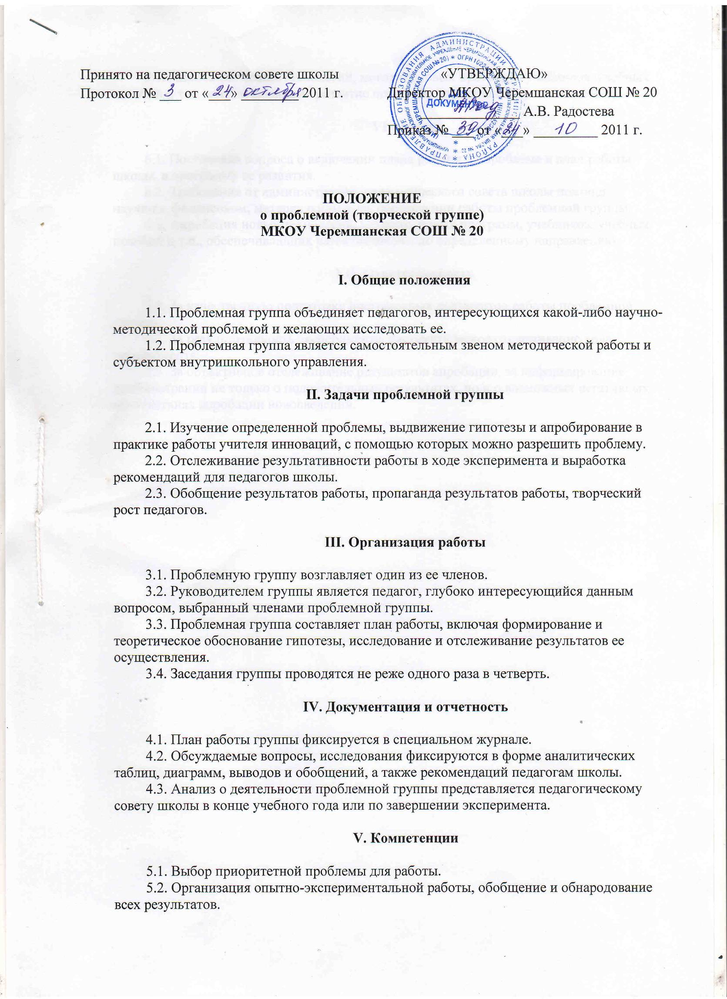 Принято на педагогическом совете школы
Протокол № 3 от «24» октября 2011 г.
«УТВЕРЖДАЮ»
Директор МКОУ Черемшанская СОШ № 20
А.В. Радостева
Приказ № 39 от «24» 10 2011 г.
УПРАВЛЕНИЕ ОБРАЗОВАНИЯ АДМИНИСТРАЦИИ РАЙОНА
ЧЕРЕМШАНСКАЯ СОШ № 20) * ОГРН
ДЛЯ
ДОКУМЕНТОВ
ПОЛОЖЕНИЕ
о проблемной (творческой группе)
МКОУ Черемшанская СОШ № 20
I. Общие положения
1.1. Проблемная группа объединяет педагогов, интересующихся какой-либо научно-
методической проблемой и желающих исследовать ее.
1.2. Проблемная группа является самостоятельным звеном методической работы и
субъектом внутришкольного управления.
II. Задачи проблемной группы
2.1. Изучение определенной проблемы, выдвижение гипотезы и апробирование в
практике работы учителя инноваций, с помощью которых можно разрешить проблему.
2.2. Отслеживание результативности работы в ходе эксперимента и выработка
рекомендаций для педагогов школы.
2.3. Обобщение результатов работы, пропаганда результатов работы, творческий
рост педагогов.
III. Организация работы
3.1. Проблемную группу возглавляет один из ее членов.
3.2. Руководителем группы является педагог, глубоко интересующийся данным
вопросом, выбранный членами проблемной группы.
3.3. Проблемная группа составляет план работы, включая формирование и
теоретическое обоснование гипотезы, исследование и отслеживание результатов ее
осуществления.
3.4. Заседания группы проводятся не реже одного раза в четверть.
IV. Документация и отчетность
4.1. План работы группы фиксируется в специальном журнале.
4.2. Обсуждаемые вопросы, исследования фиксируются в форме аналитических
таблиц, диаграмм, выводов и обобщений, а также рекомендаций педагогам школы.
4.3. Анализ о деятельности проблемной группы представляется педагогическому
совету школы в конце учебного года или по завершении эксперимента.
V. Компетенции
5.1. Выбор приоритетной проблемы для работы.
5.2. Организация опытно-экспериментальной работы, обобщение и обнародование
всех результатов.